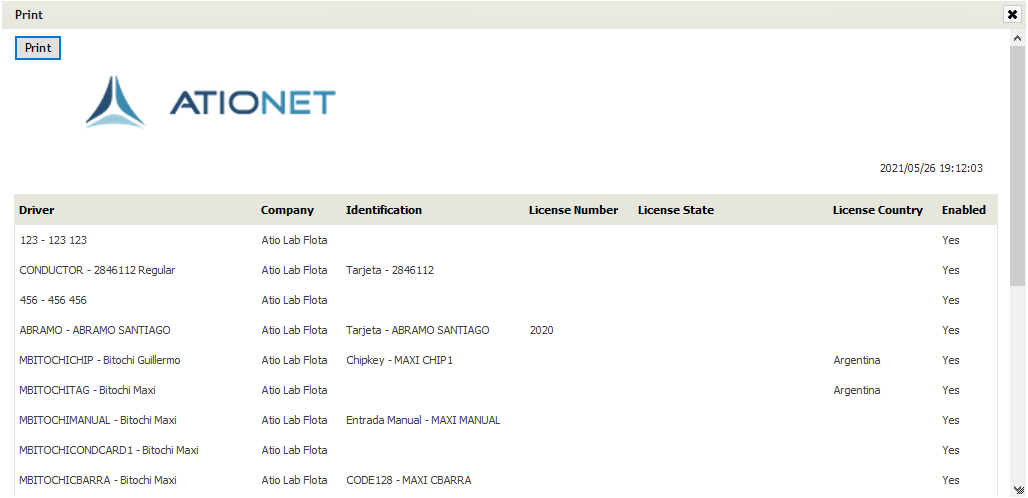 Print
Print
ATIONET
2021/05/26 19:12:03
Driver Company Identification License Number License State License Country Enabled
123 - 123 123 Atio Lab Flota Yes
CONDUCTOR - 2846112 Regular Atio Lab Flota Tarjeta - 2846112 Yes
456 - 456 456 Atio Lab Flota Yes
ABRAMO - ABRAMO SANTIAGO Atio Lab Flota Tarjeta - ABRAMO SANTIAGO 2020 Yes
MBITOCHICHIP - Bitochi Guillermo Atio Lab Flota Chipkey - MAXI CHIP1 Argentina Yes
MBITOCHITAG - Bitochi Maxi Atio Lab Flota Argentina Yes
MBITOCHIMANUAL - Bitochi Maxi Atio Lab Flota Entrada Manual - MAXI MANUAL Yes
MBITOCHICONDCARD1 - Bitochi Maxi Atio Lab Flota Yes
MBITOCHICBARRA - Bitochi Maxi Atio Lab Flota CODE128 - MAXI CBARRA Yes